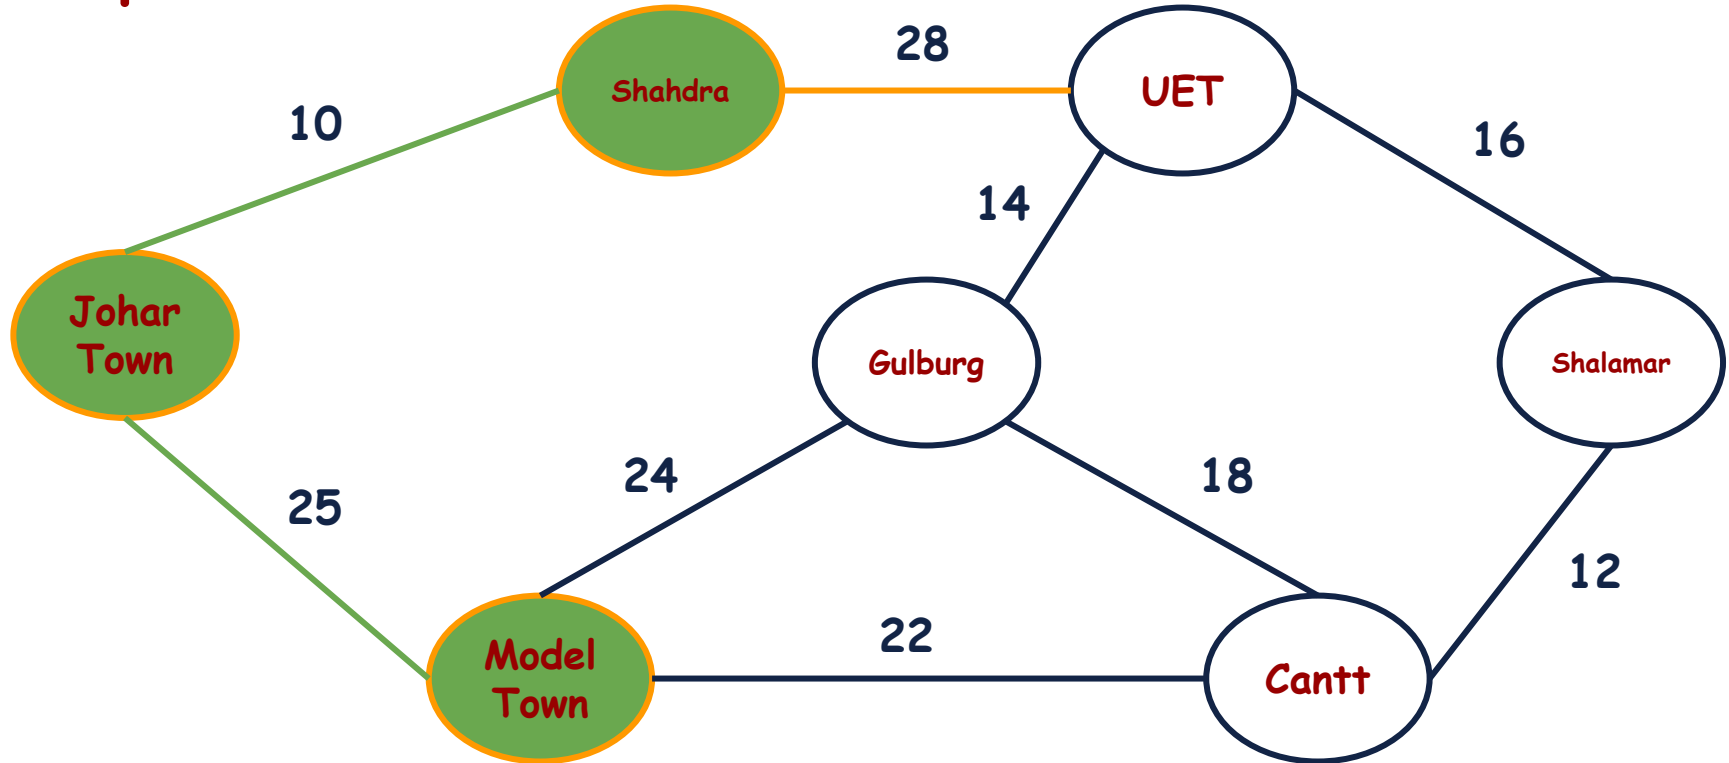 28
Shahdra
UET
10
16
14
Johar
Town
Gulburg
Shalamar
24
18
25
12
22
Model
Town
Cantt